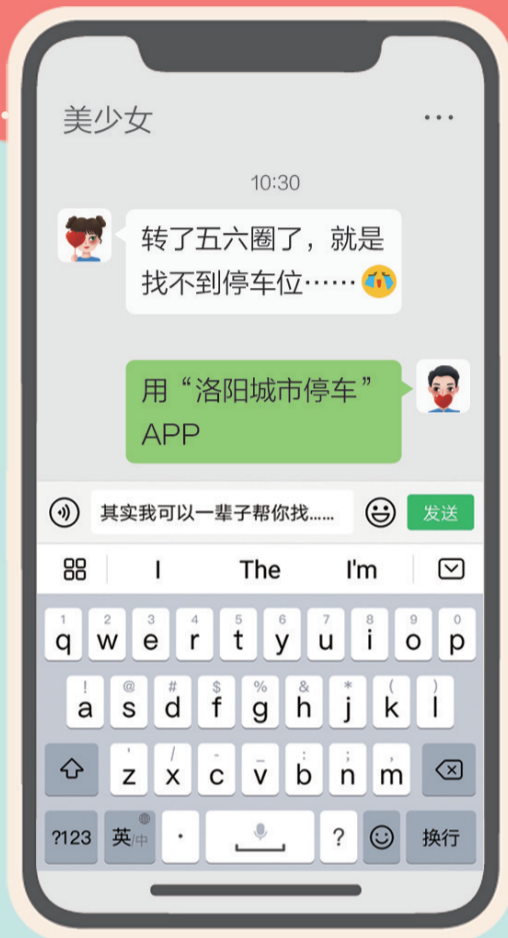 美少女 ...
10:30
转了五六圈了，就是
找不到停车位……
用“洛阳城市停车”
APP
其实我可以一辈子帮你找…… 发送
I The I'm
1 2 3 4 5 6 7 8 9 0
q w e r t y u i o p
! @ # $ % & * ( )
a s d f g h j k l
' / - _ : ; ,
z x c v b n m
?123 英/中 · ? 换行